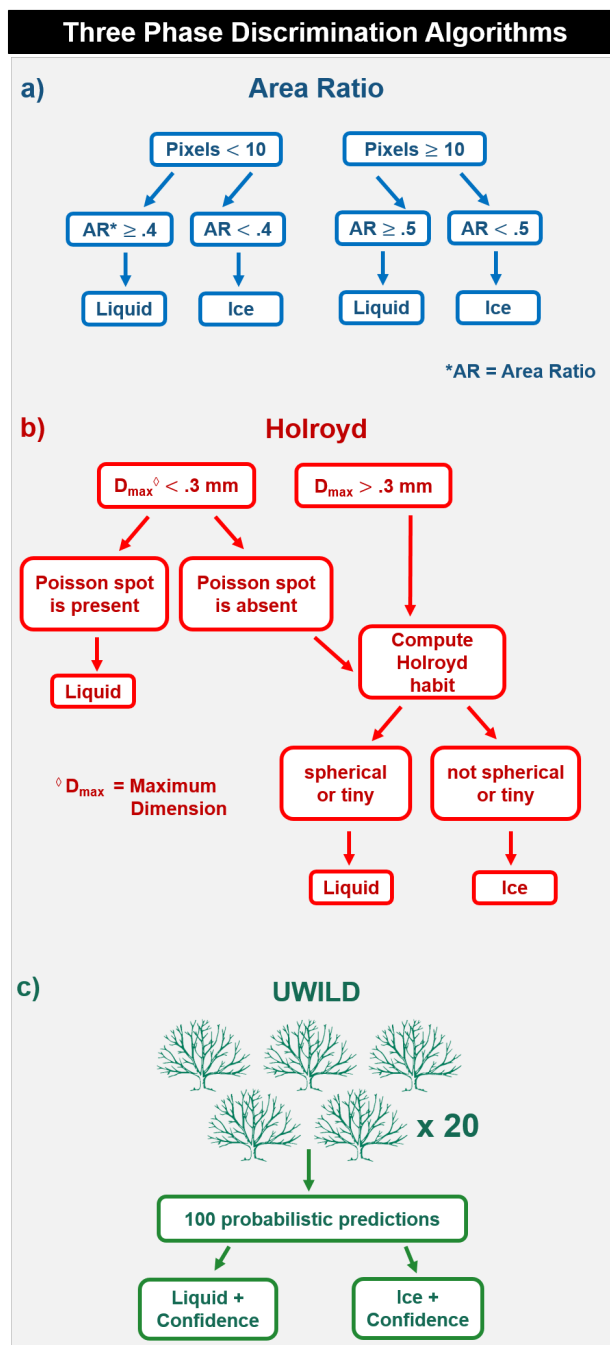 Three Phase Discrimination Algorithms
a)
Area Ratio
Pixels < 10
Pixels ≥ 10
AR* ≥ .4
AR < .4
AR ≥ .5
AR < .5
Liquid
Ice
Liquid
Ice
*AR = Area Ratio
b)
Holroyd
Dmax◊ < .3 mm
Dmax > .3 mm
Poisson spot
is present
Poisson spot
is absent
Compute
Holroyd
habit
Liquid
◊ Dmax = Maximum
Dimension
spherical
or tiny
not spherical
or tiny
Liquid
Ice
c)
UWILD
x 20
100 probabilistic predictions
Liquid +
Confidence
Ice +
Confidence